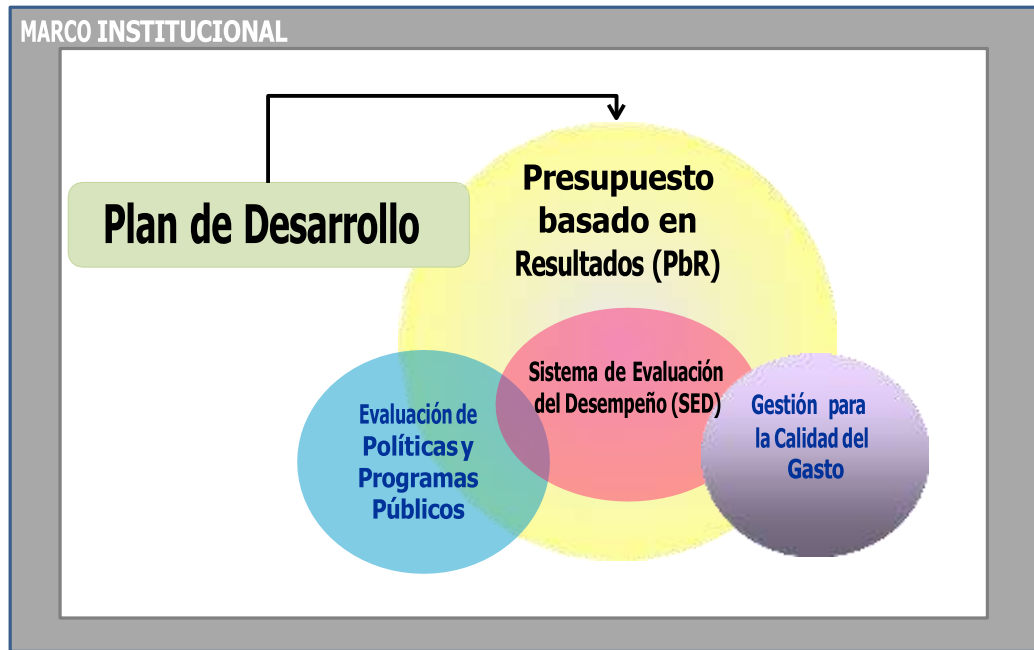 MARCO INSTITUCIONAL
Plan de Desarrollo
Presupuesto
basado en
Resultados (PbR)
Sistema de Evaluación
del Desempeño (SED)
Evaluación de
Políticas y
Programas
Públicos
Gestión para
la Calidad del
Gasto